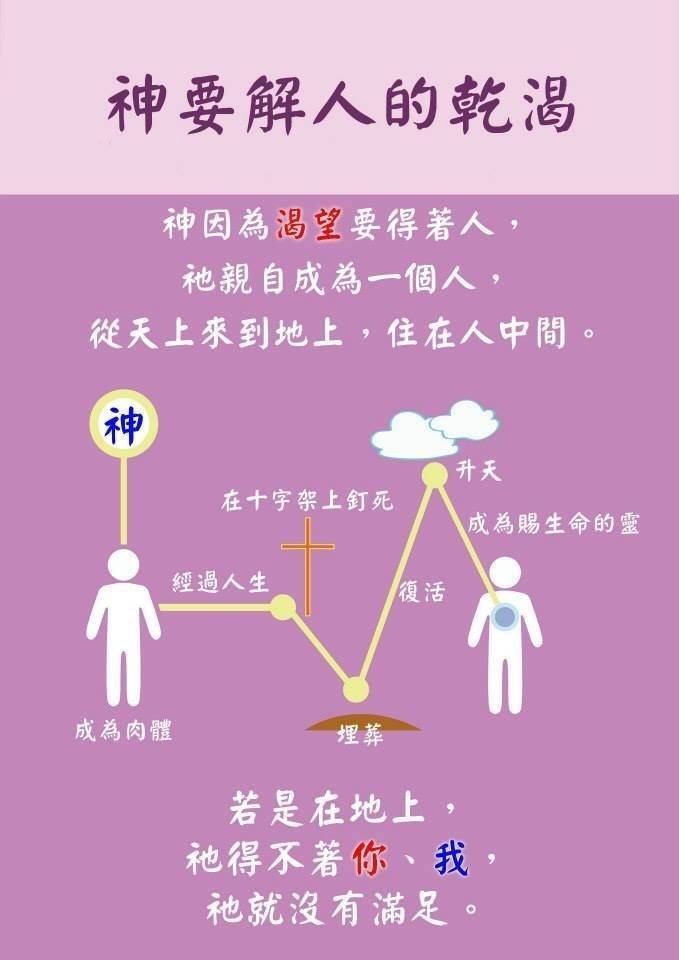 神要解人的乾渴
神因為渴望要得著人，
祂親自成為一個人，
從天上來到地上，住在人中間。
神
升天
在十字架上釘死
成為賜生命的靈
經過人生
復活
成為肉體
埋葬
若是在地上，
祂得不著你、我，
祂就沒有滿足。